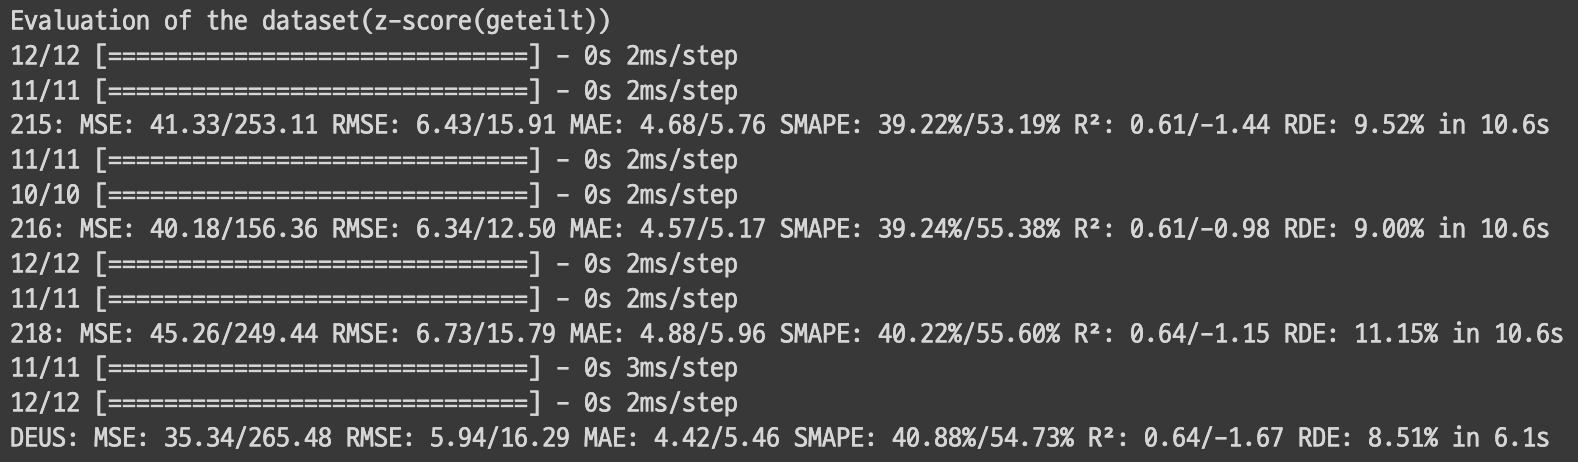 Evaluation of the dataset(z-score(geteilt))
12/12 [==============================] - 0s 2ms/step
11/11 [==============================] - 0s 2ms/step
215: MSE: 41.33/253.11 RMSE: 6.43/15.91 MAE: 4.68/5.76 SMAPE: 39.22%/53.19% R²: 0.61/-1.44 RDE: 9.52% in 10.6s
11/11 [==============================] - 0s 2ms/step
10/10 [==============================] - 0s 2ms/step
216: MSE: 40.18/156.36 RMSE: 6.34/12.50 MAE: 4.57/5.17 SMAPE: 39.24%/55.38% R²: 0.61/-0.98 RDE: 9.00% in 10.6s
12/12 [==============================] - 0s 2ms/step
11/11 [==============================] - 0s 2ms/step
218: MSE: 45.26/249.44 RMSE: 6.73/15.79 MAE: 4.88/5.96 SMAPE: 40.22%/55.60% R²: 0.64/-1.15 RDE: 11.15% in 10.6s
11/11 [==============================] - 0s 3ms/step
12/12 [==============================] - 0s 2ms/step
DEUS: MSE: 35.34/265.48 RMSE: 5.94/16.29 MAE: 4.42/5.46 SMAPE: 40.88%/54.73% R²: 0.64/-1.67 RDE: 8.51% in 6.1s